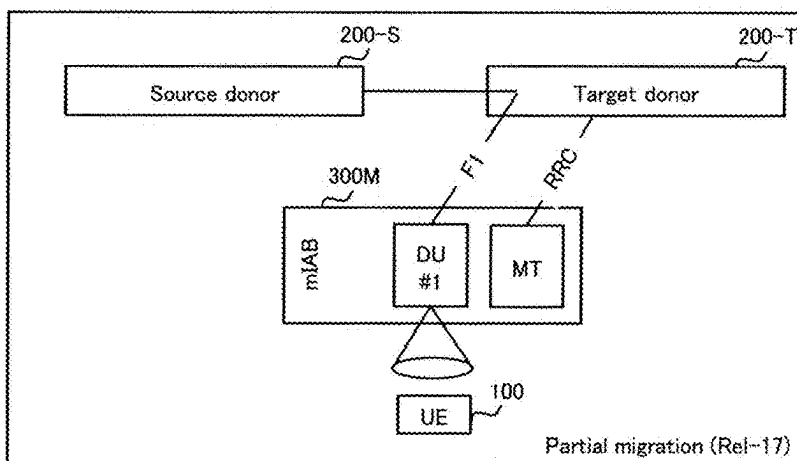 200-S
200-T
Source donor
Target donor
F1
RRC
300M
mIAB
DU
#1
MT
100
UE
Partial migration (Rel-17)